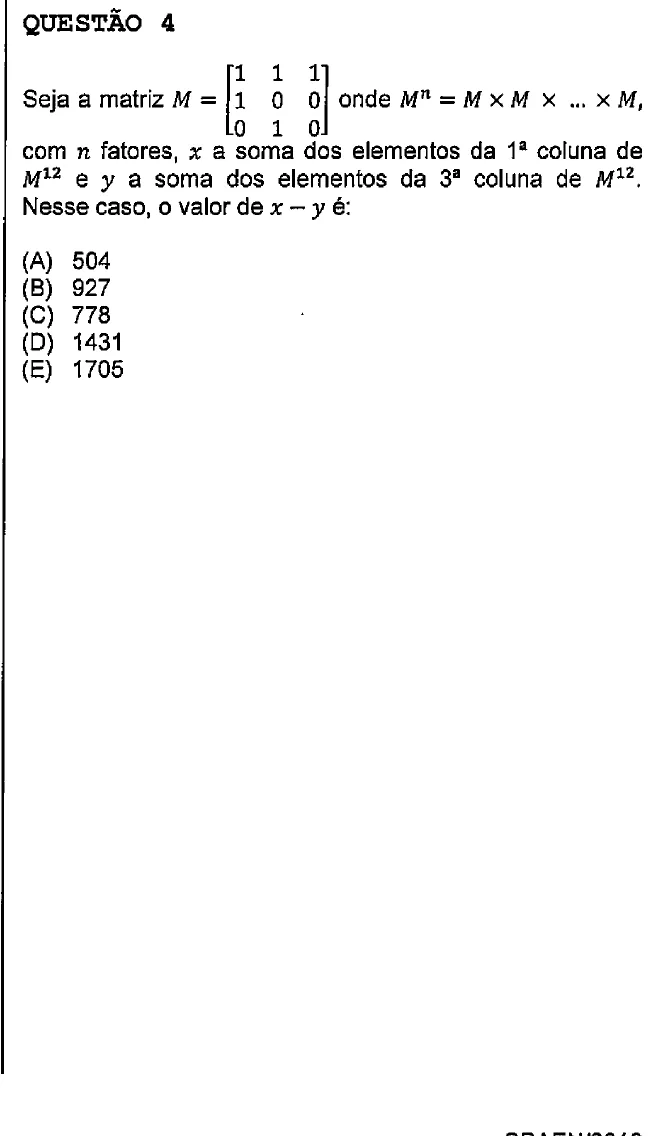 QUESTÃO 4
Seja a matriz M = [1 1 1; 1 0 0; 0 1 0] onde Mⁿ = M × M × ... × M,
com n fatores, x a soma dos elementos da 1ª coluna de
M¹² e y a soma dos elementos da 3ª coluna de M¹².
Nesse caso, o valor de x − y é:
(A) 504
(B) 927
(C) 778
(D) 1431
(E) 1705